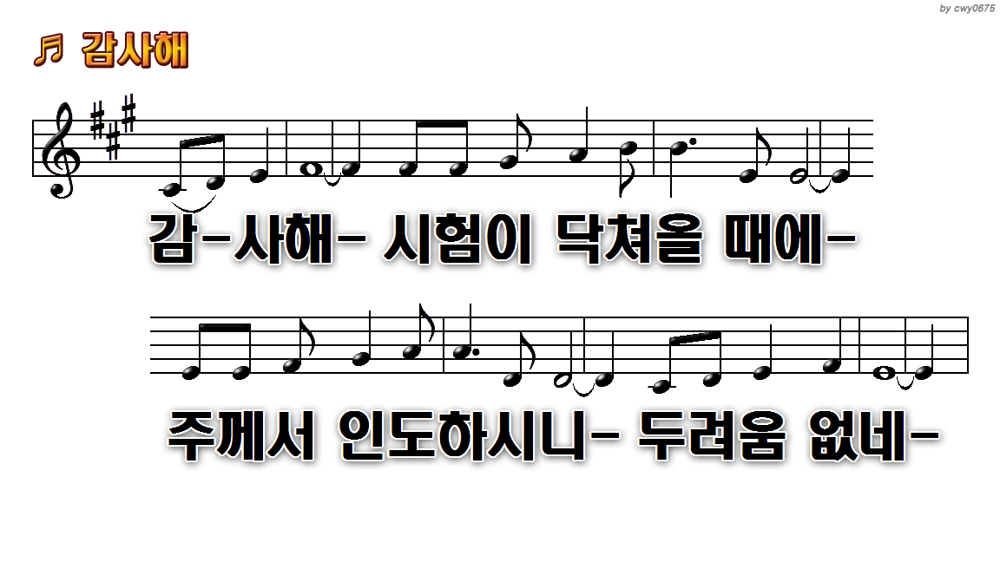 by cwy0675
♬ 감사해
감-사해- 시험이 닥쳐올 때에-
주께서 인도하시니- 두려움 없네-